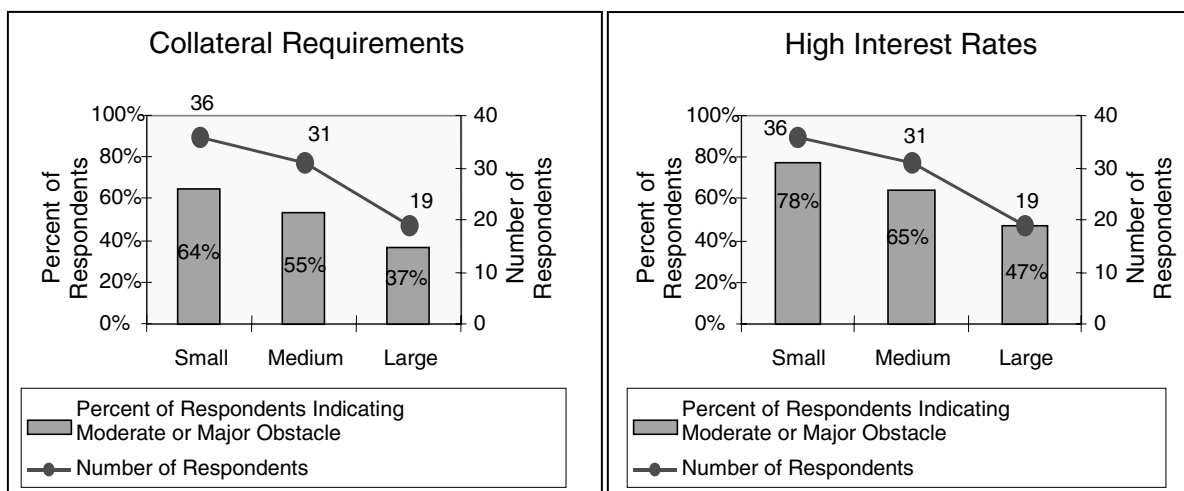 Collateral Requirements
36
31
19
100%
80%
60%
40%
20%
0%
40
30
20
10
0
Percent of
Respondents
Number of
Respondents
64%
55%
37%
Small Medium Large
Percent of Respondents Indicating
Moderate or Major Obstacle
Number of Respondents
High Interest Rates
36
31
19
100%
80%
60%
40%
20%
0%
40
30
20
10
0
Percent of
Respondents
Number of
Respondents
78%
65%
47%
Small Medium Large
Percent of Respondents Indicating
Moderate or Major Obstacle
Number of Respondents